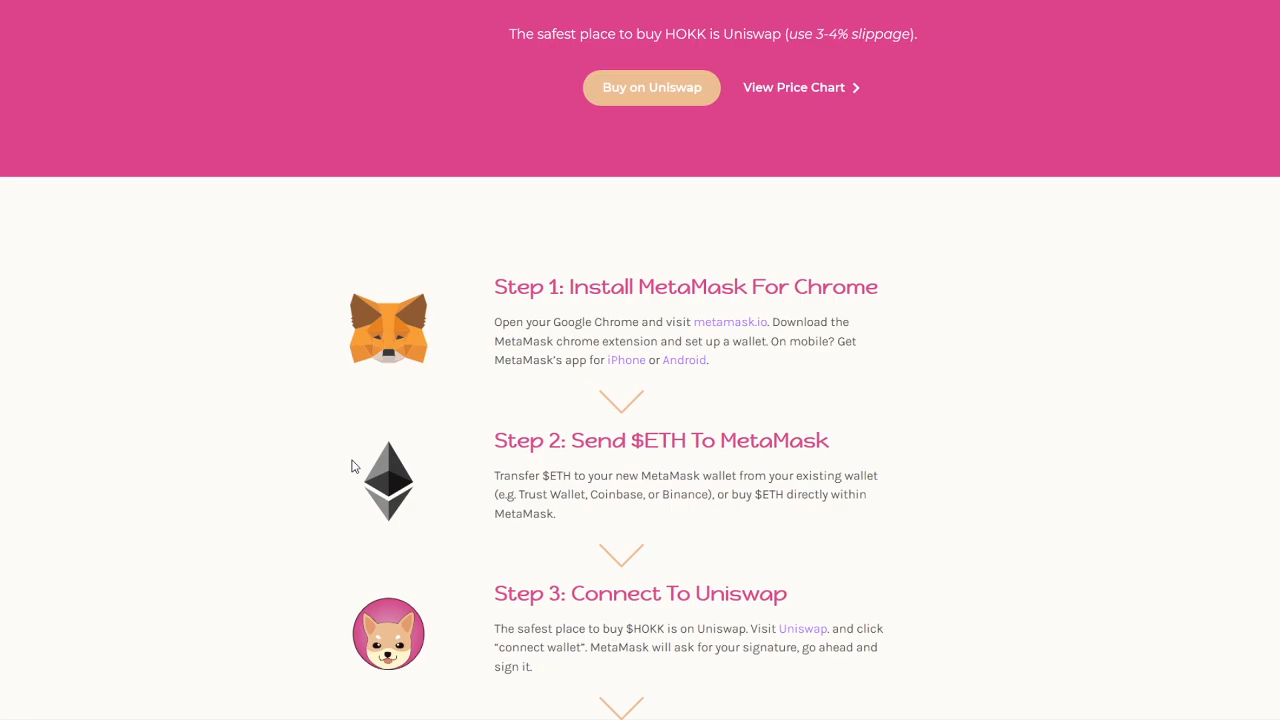 The safest place to buy HOKK is Uniswap (use 3-4% slippage).
Buy on Uniswap
View Price Chart
Step 1: Install MetaMask For Chrome
Open your Google Chrome and visit metamask.io. Download the
MetaMask chrome extension and set up a wallet. On mobile? Get
MetaMask's app for iPhone or Android.
Step 2: Send $ETH To MetaMask
Transfer $ETH to your new MetaMask wallet from your existing wallet
(e.g. Trust Wallet, Coinbase, or Binance), or buy $ETH directly within
MetaMask.
Step 3: Connect To Uniswap
The safest place to buy $HOKK is on Uniswap. Visit Uniswap. and click
“connect wallet”. MetaMask will ask for your signature, go ahead and
sign it.